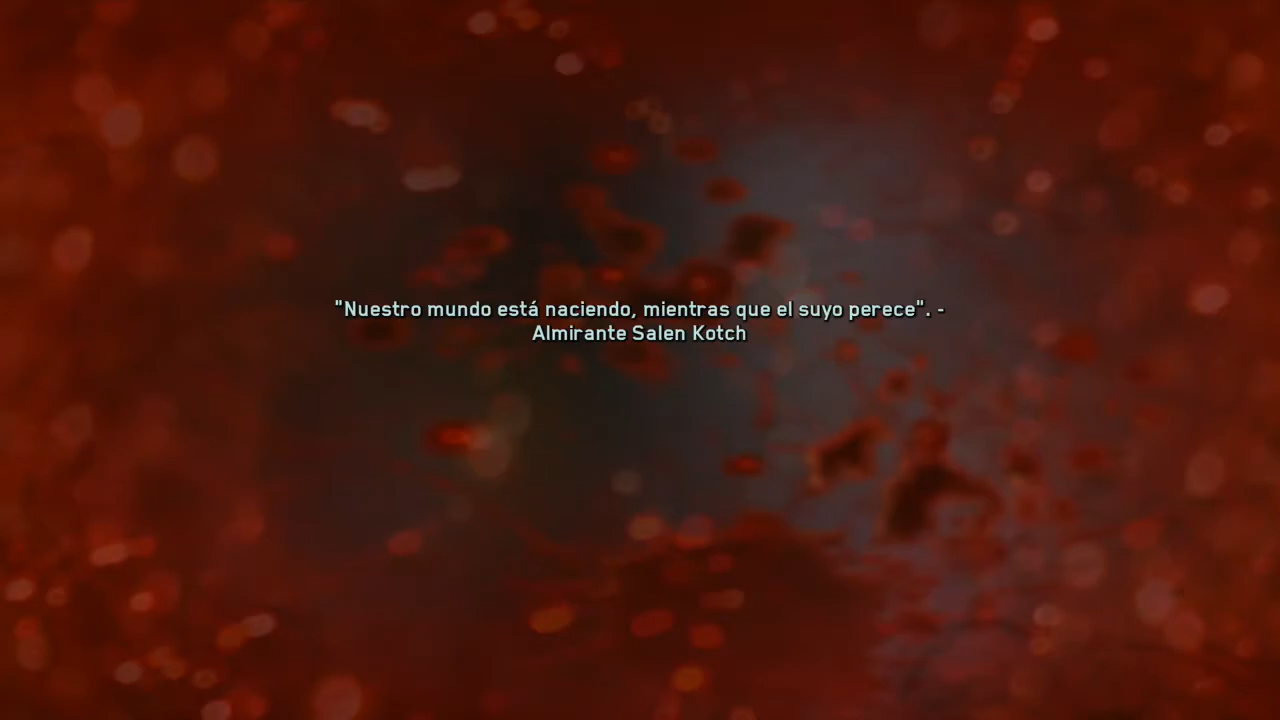 "Nuestro mundo está naciendo, mientras que el suyo perece". -
Almirante Salen Kotch